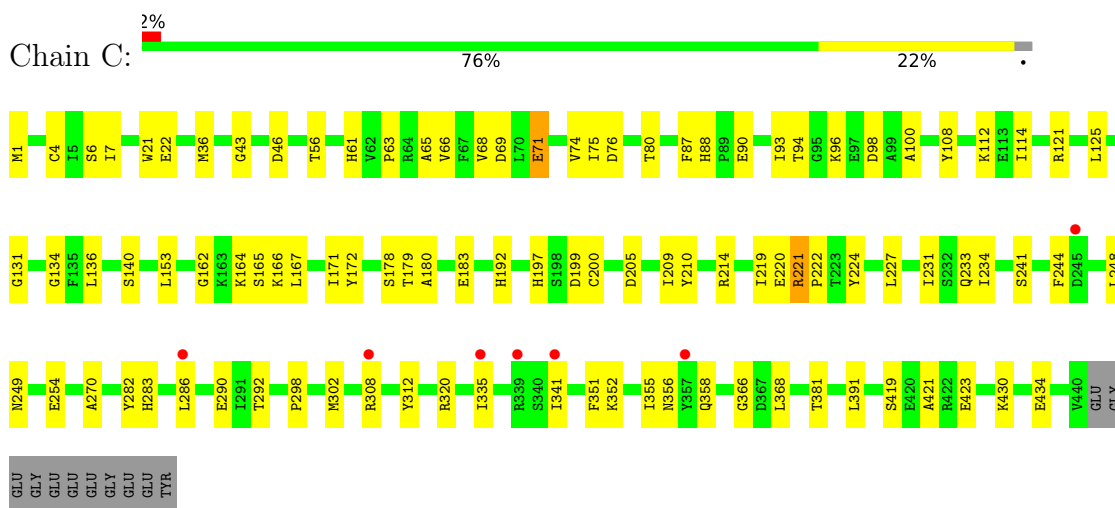 2%
Chain C:
76% 22% •
M1 C4 I5 S6 I7 W21 E22 M36 G43 D46 T56 H61 V62 P63 R64 A65 V66 F67 V68 D69 L70 E71 V74 I75 D76 T80 F87 H88 P89 E90 I93 T94 G95 K96 E97 D98 A99 A100 Y108 K112 E113 I114 R121 L125
G131 G134 F135 L136 S140 L153 G162 K163 K164 S165 K166 L167 I171 Y172 S178 T179 A180 E183 H192 H197 S198 D199 C200 D205 I209 Y210 R214 I219 E220 R221 P222 T223 Y224 L227 I231 S232 Q233 I234 S241 F244 D245 L248
N249 E254 A270 Y282 H283 L286 E290 I291 T292 P298 M302 R308 Y312 R320 I335 R339 S340 I341 F351 K352 I355 N356 Y357 Q358 G366 D367 L368 T381 L391 S419 E420 A421 R422 E423 K430 E434 V440 GLU GLY
GLU GLY GLU GLU GLU GLY GLU GLU TYR